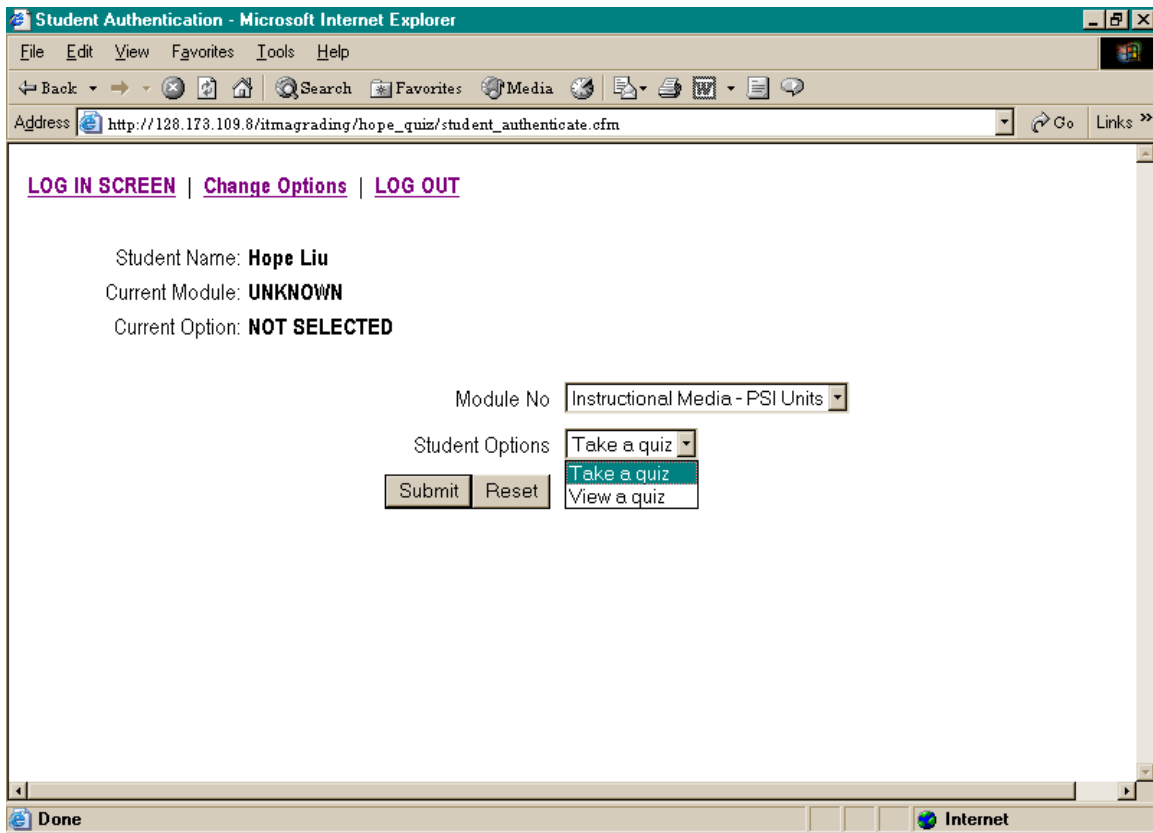 Student Authentication - Microsoft Internet Explorer
File Edit View Favorites Tools Help
Back Search Favorites Media
Address http://128.173.109.8/itmagrading/hope_quiz/student_authenticate.cfm Go Links »
LOG IN SCREEN | Change Options | LOG OUT
Student Name: Hope Liu
Current Module: UNKNOWN
Current Option: NOT SELECTED
Module No Instructional Media - PSI Units
Student Options Take a quiz
Take a quiz
Submit Reset View a quiz
Done Internet